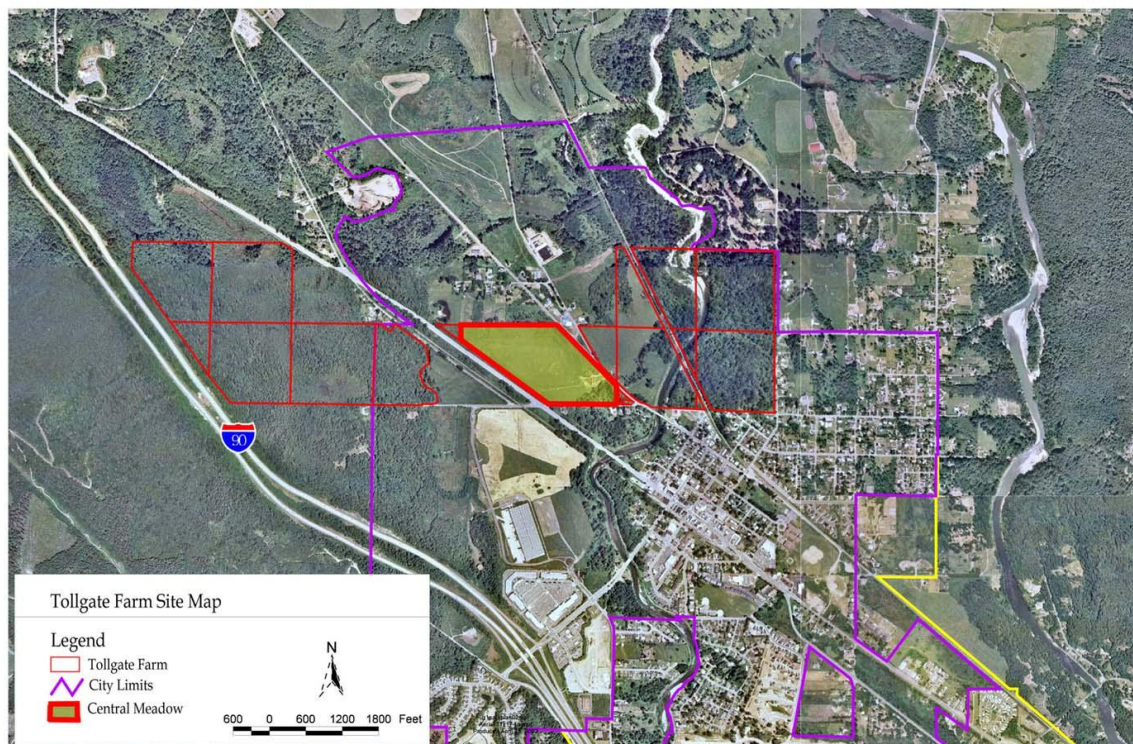 90
Tollgate Farm Site Map
Legend
Tollgate Farm
City Limits
Central Meadow
N
600 0 600 1200 1800 Feet